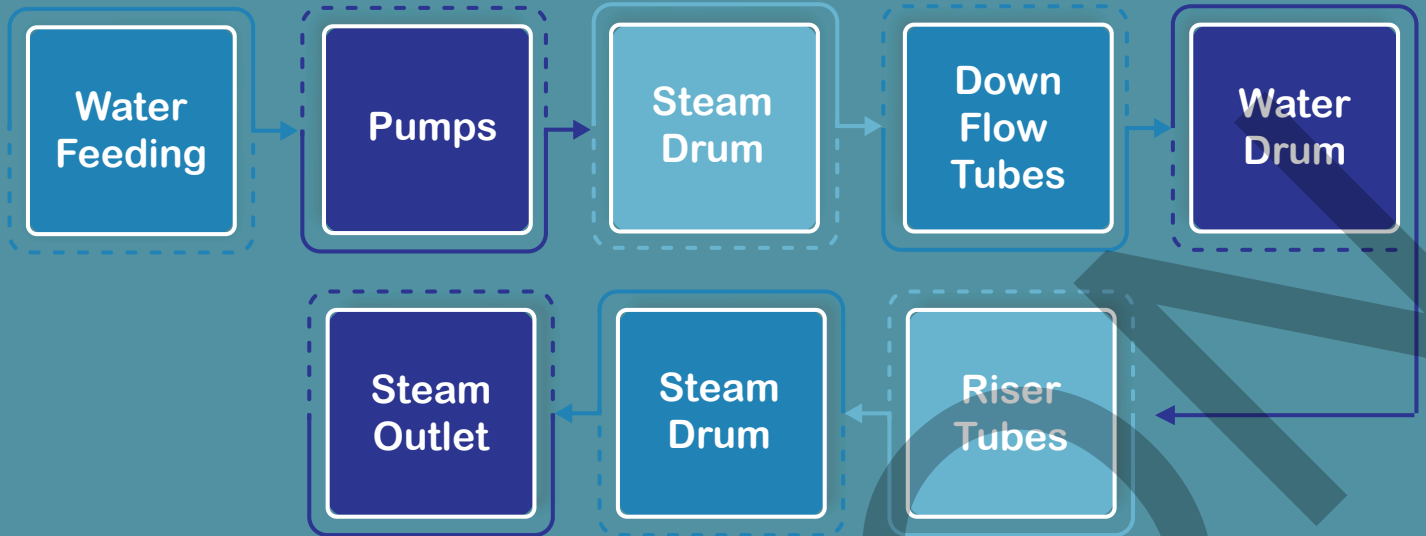 Water
Feeding
Pumps
Steam
Drum
Down
Flow
Tubes
Water
Drum
Riser
Tubes
Steam
Drum
Steam
Outlet